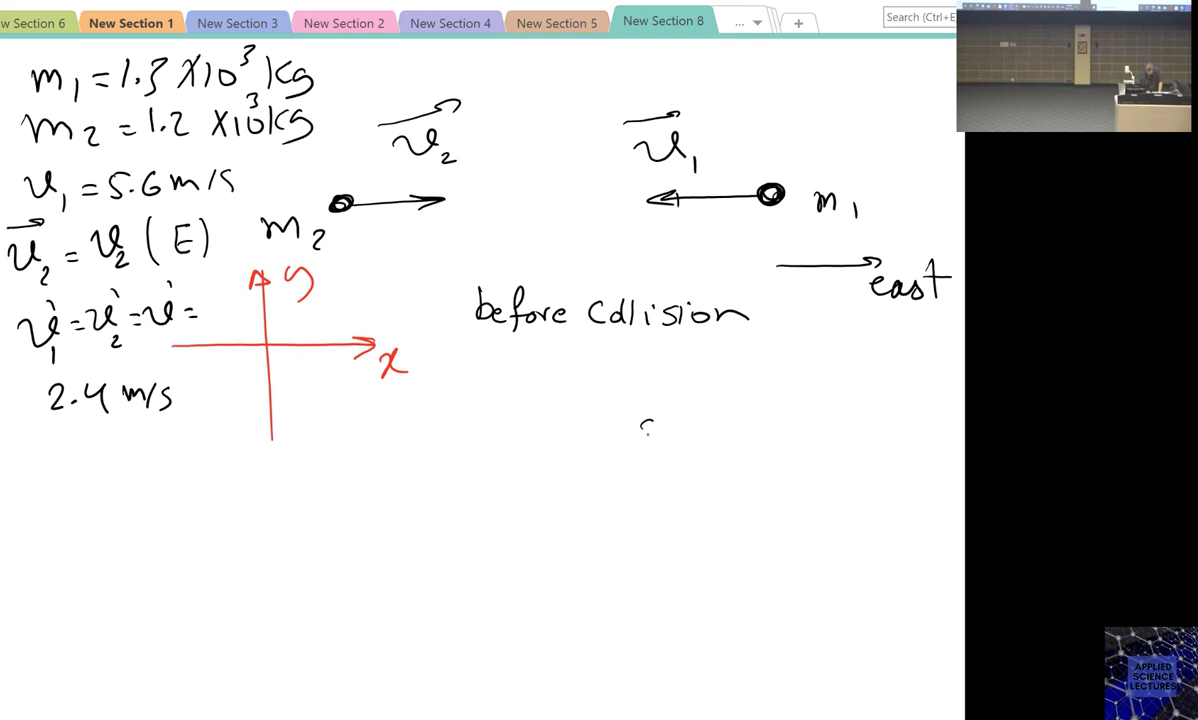 w Section 6 New Section 1 New Section 3 New Section 2 New Section 4 New Section 5 New Section 8 ... +
Search (Ctrl+E
m₁ = 1.3 × 10³ kg
m₂ = 1.2 × 10³ kg
v₁ = 5.6 m/s
v⃗₂ = v₂ (E)
v₁' = v₂' = v' =
2.4 m/s
v⃗₂
v⃗₁
m₂
m₁
east
y
x
before Collision
APPLIED
SCIENCE
LECTURES